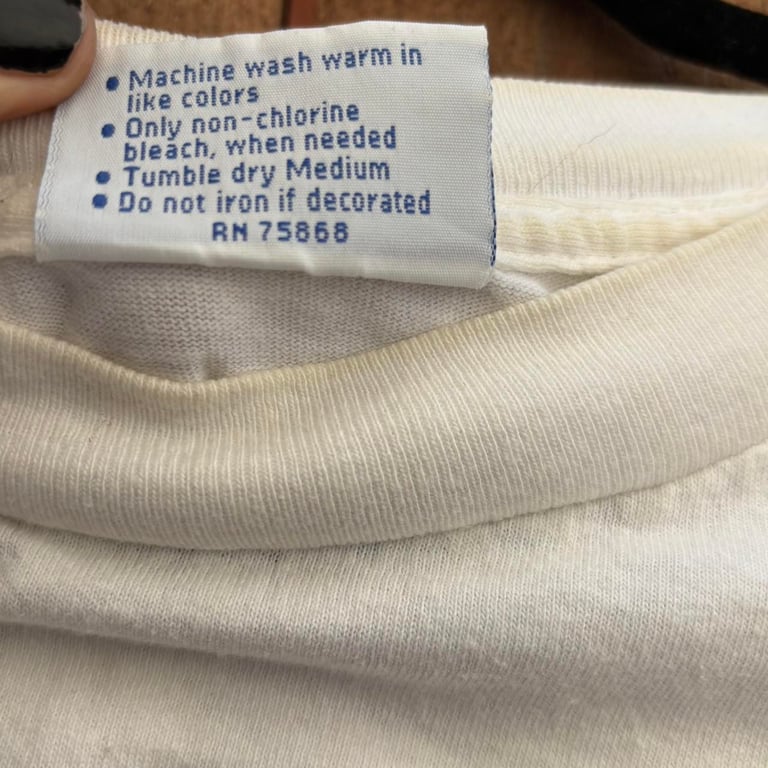 • Machine wash warm in
like colors
• Only non-chlorine
bleach, when needed
• Tumble dry Medium
• Do not iron if decorated
RN 75868